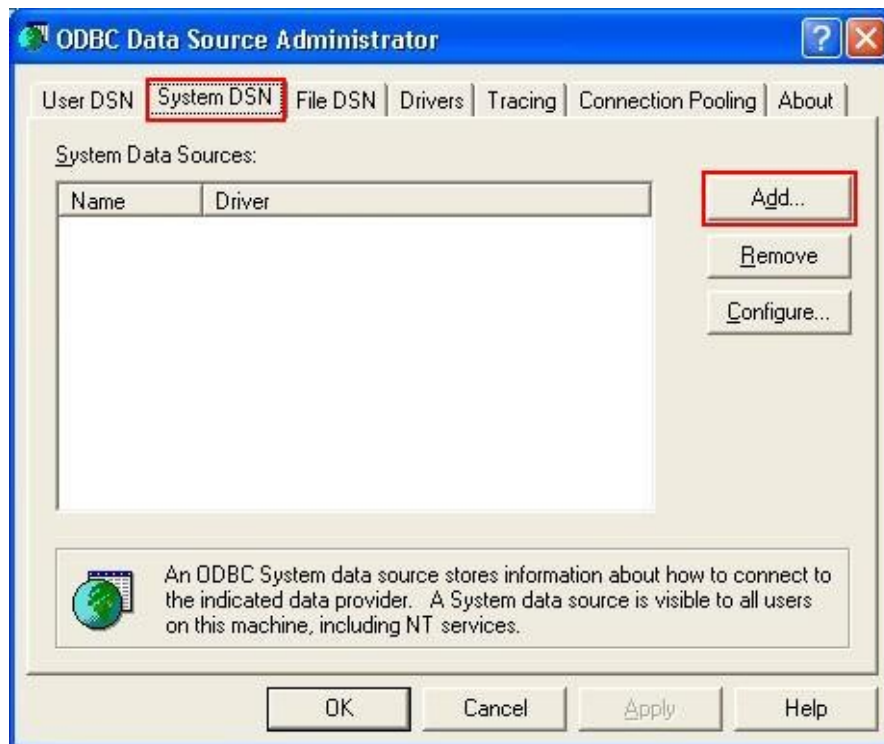 ODBC Data Source Administrator
User DSN System DSN File DSN Drivers Tracing Connection Pooling About
System Data Sources:
Name Driver
Add...
Remove
Configure...
An ODBC System data source stores information about how to connect to
the indicated data provider. A System data source is visible to all users
on this machine, including NT services.
OK Cancel Apply Help